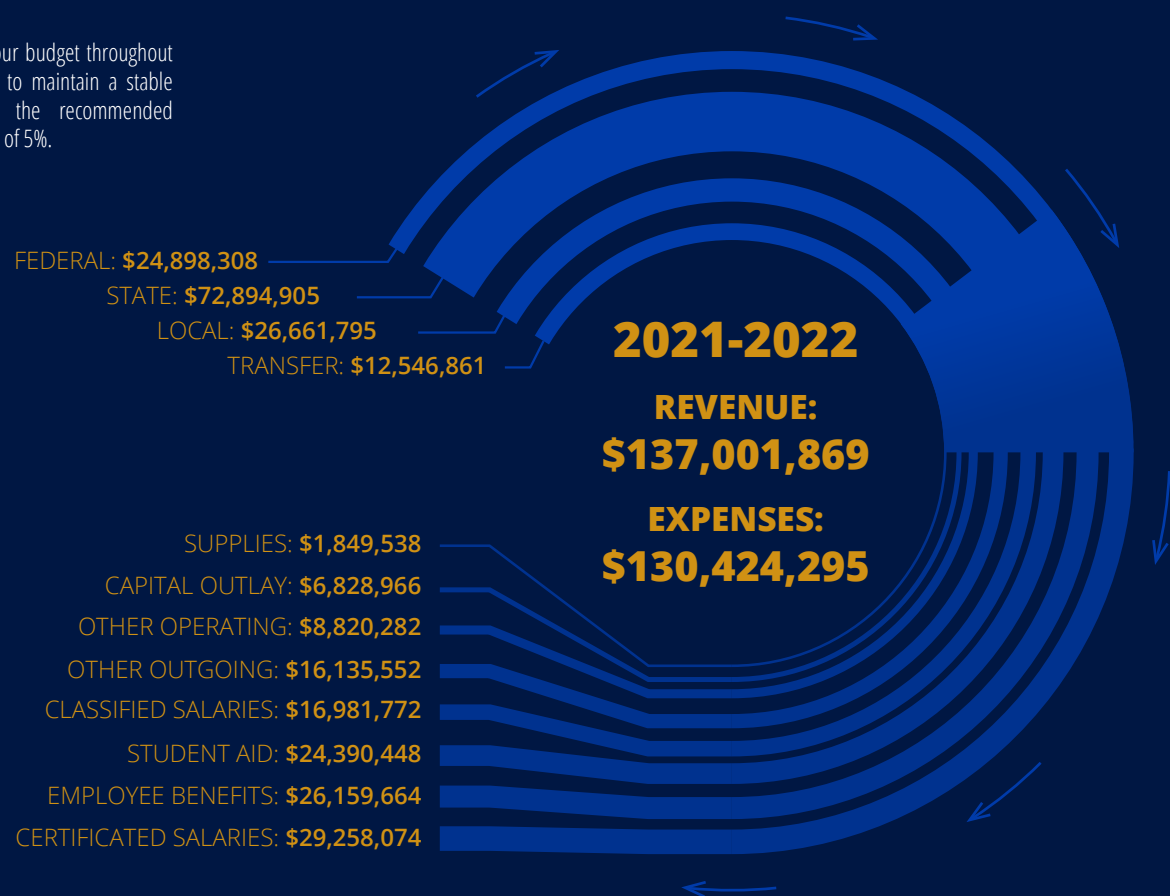 our budget throughout
to maintain a stable
the recommended
of 5%.
FEDERAL: $24,898,308
STATE: $72,894,905
LOCAL: $26,661,795
TRANSFER: $12,546,861
2021-2022
REVENUE:
$137,001,869
EXPENSES:
$130,424,295
SUPPLIES: $1,849,538
CAPITAL OUTLAY: $6,828,966
OTHER OPERATING: $8,820,282
OTHER OUTGOING: $16,135,552
CLASSIFIED SALARIES: $16,981,772
STUDENT AID: $24,390,448
EMPLOYEE BENEFITS: $26,159,664
CERTIFICATED SALARIES: $29,258,074